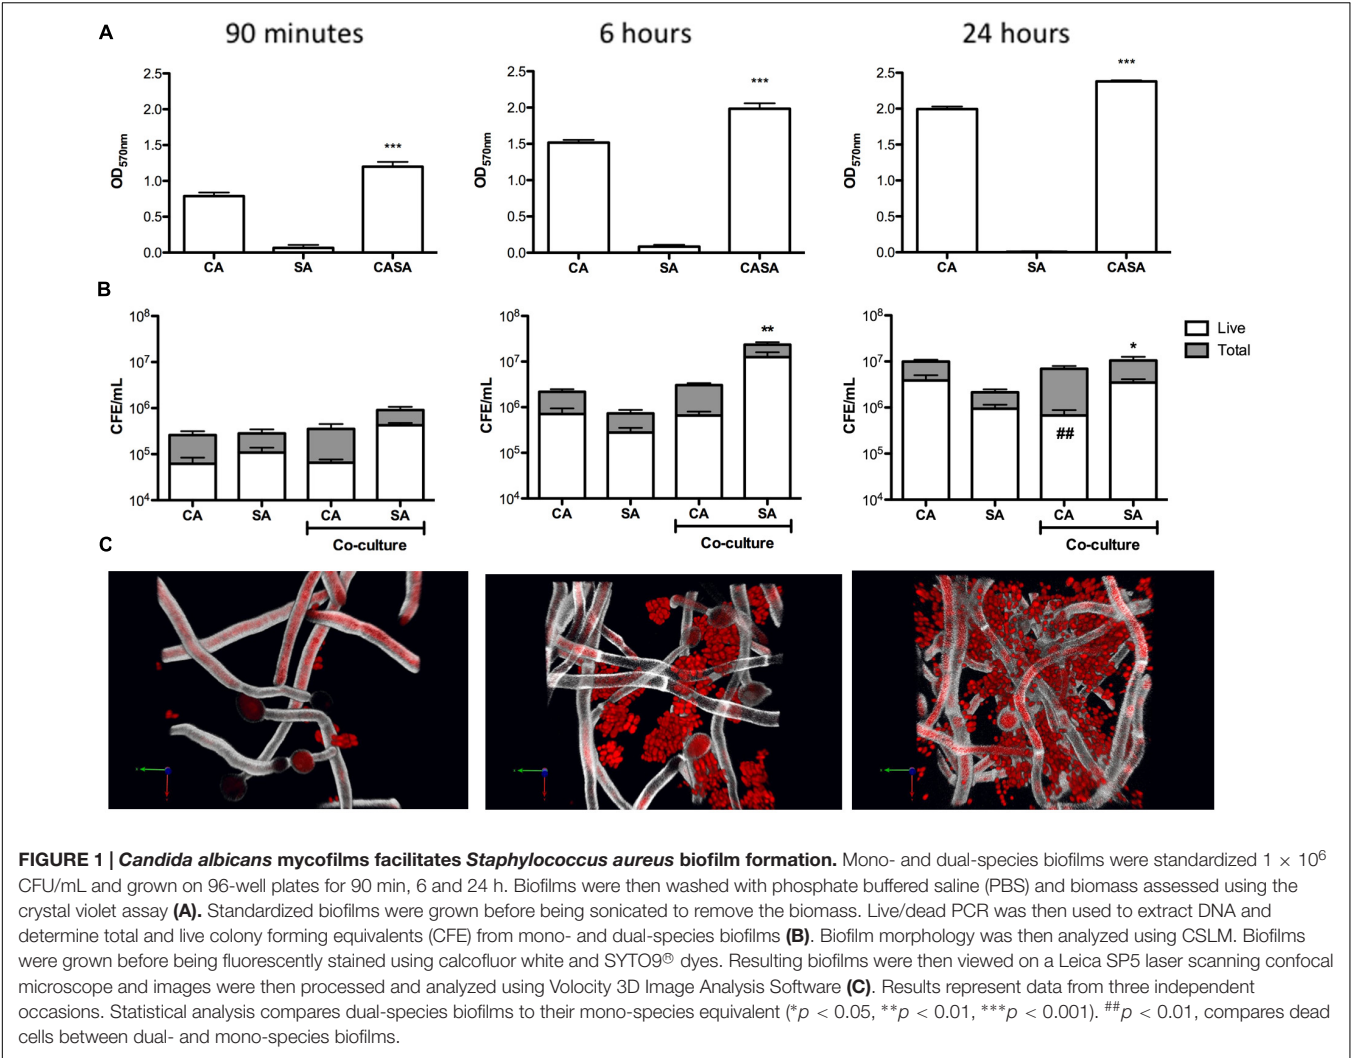 A
90 minutes
6 hours
24 hours
OD570nm
2.5
2.0
1.5
1.0
0.5
0.0
***
CA
SA
CASA
OD570nm
2.5
2.0
1.5
1.0
0.5
0.0
***
CA
SA
CASA
OD570nm
2.5
2.0
1.5
1.0
0.5
0.0
***
CA
SA
CASA
B
CFE/mL
10⁸
10⁷
10⁶
10⁵
10⁴
CA
SA
CA
SA
Co-culture
CFE/mL
10⁸
10⁷
10⁶
10⁵
10⁴
**
CA
SA
CA
SA
Co-culture
CFE/mL
10⁸
10⁷
10⁶
10⁵
10⁴
*
##
CA
SA
CA
SA
Co-culture
Live
Total
C
FIGURE 1 | Candida albicans mycofilms facilitates Staphylococcus aureus biofilm formation. Mono- and dual-species biofilms were standardized 1 × 10⁶
CFU/mL and grown on 96-well plates for 90 min, 6 and 24 h. Biofilms were then washed with phosphate buffered saline (PBS) and biomass assessed using the
crystal violet assay (A). Standardized biofilms were grown before being sonicated to remove the biomass. Live/dead PCR was then used to extract DNA and
determine total and live colony forming equivalents (CFE) from mono- and dual-species biofilms (B). Biofilm morphology was then analyzed using CSLM. Biofilms
were grown before being fluorescently stained using calcofluor white and SYTO9® dyes. Resulting biofilms were then viewed on a Leica SP5 laser scanning confocal
microscope and images were then processed and analyzed using Volocity 3D Image Analysis Software (C). Results represent data from three independent
occasions. Statistical analysis compares dual-species biofilms to their mono-species equivalent (*p < 0.05, **p < 0.01, ***p < 0.001). ##p < 0.01, compares dead
cells between dual- and mono-species biofilms.